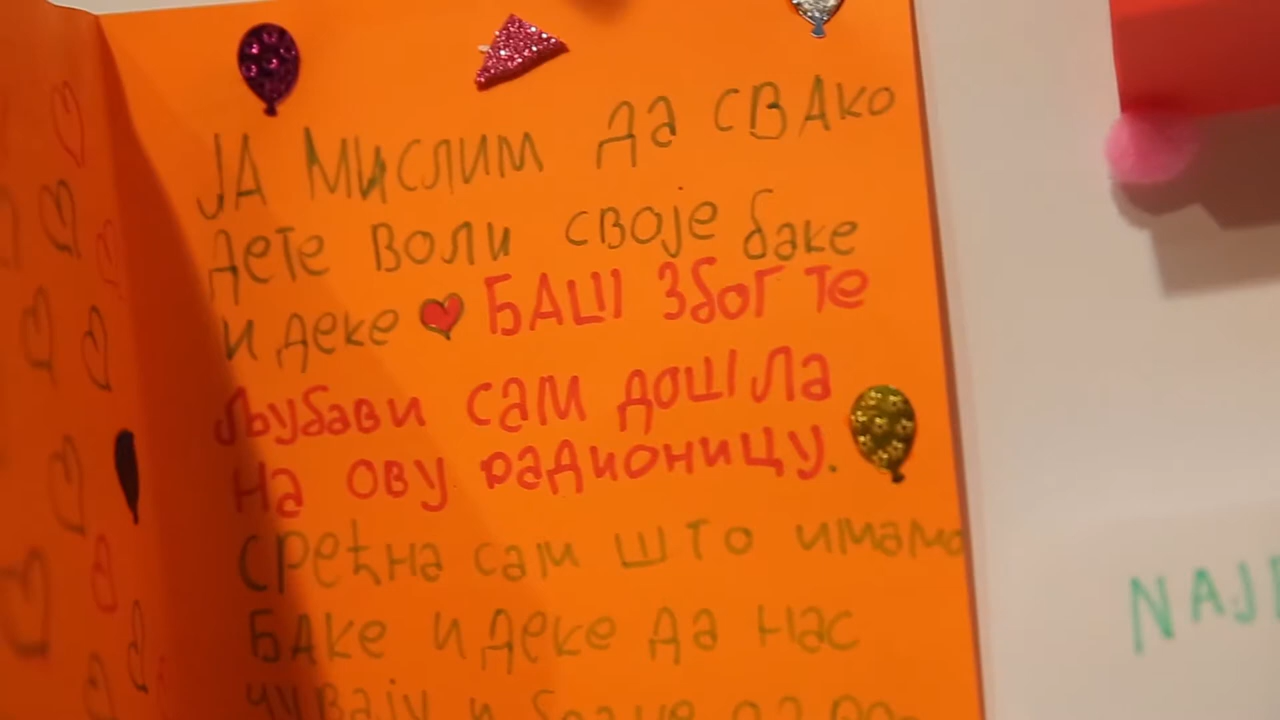 ЈА МИСЛИМ ДА СВАКО
ДЕТЕ ВОЛИ СВОЈЕ БАКЕ
И ДЕКЕ БАШ ЗБОГ ТЕ
ЉУБАВИ САМ ДОШЛА
НА ОВУ РАДИОНИЦУ.
СРЕЋНА САМ ШТО ИМАМО
БАКЕ И ДЕКЕ ДА НАС
ЧУВАЈУ И